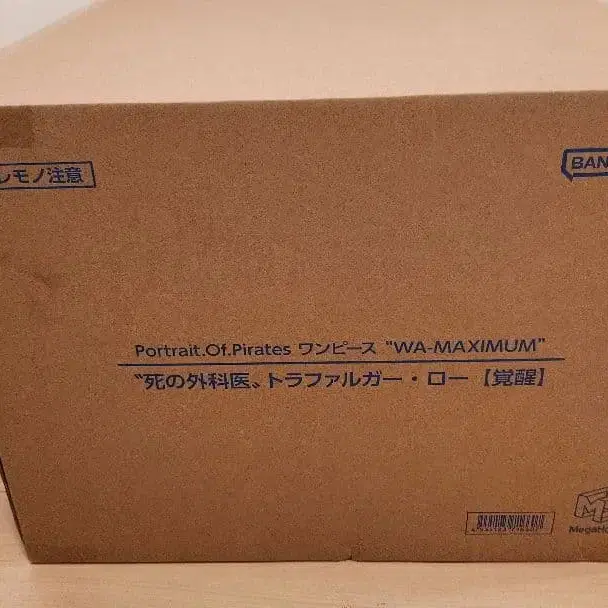 レモノ注意
BAN
Portrait.Of.Pirates ワンピース "WA-MAXIMUM"
〝死の外科医〟トラファルガー・ロー【覚醒】
MegaHo